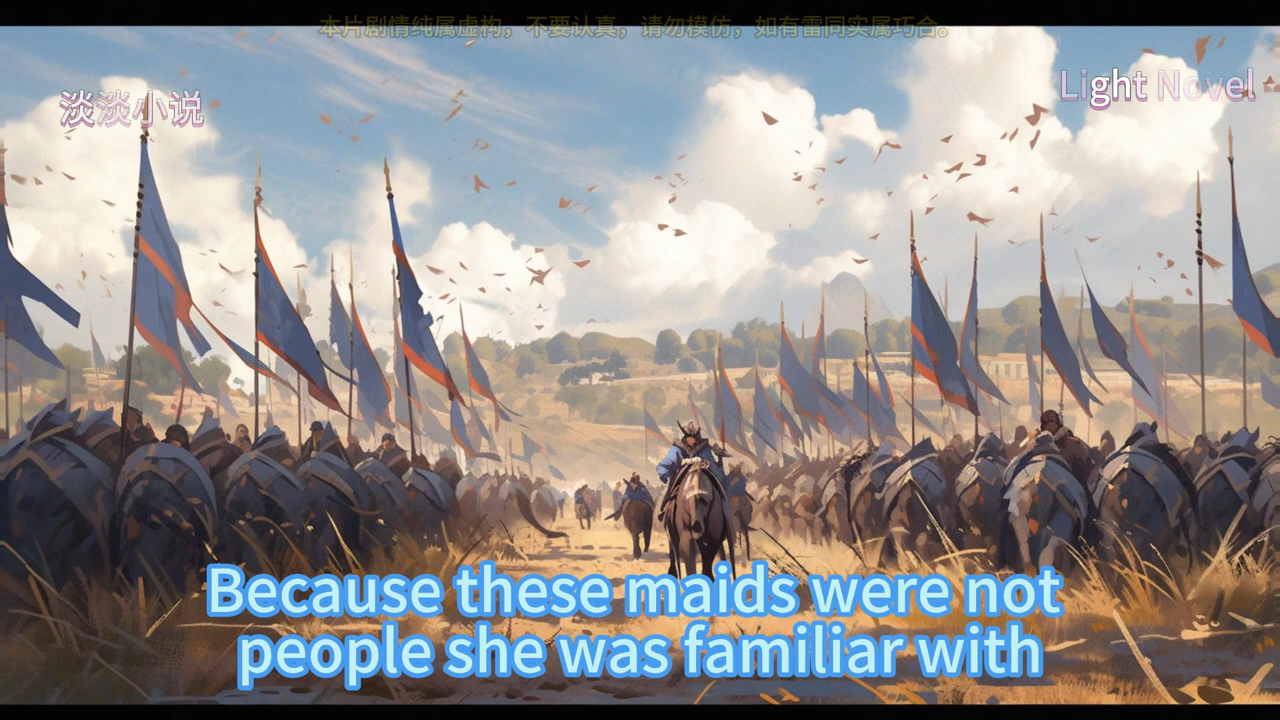 本片剧情纯属虚构，不要认真，请勿模仿，如有雷同实属巧合。
淡淡小说
Light Novel
Because these maids were not
people she was familiar with